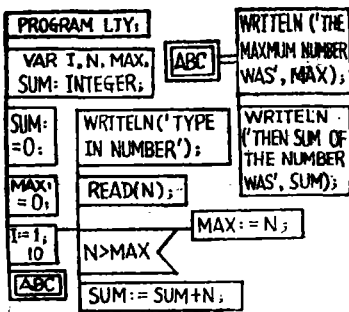 PROGRAM LTY;
VAR I, N, MAX,
SUM: INTEGER;
SUM:
=0;
MAX:
=0;
I:=1;
10
ABC
WRITELN('TYPE
IN NUMBER');
READ(N);
N>MAX
MAX:=N;
SUM:=SUM+N;
ABC
WRITELN ('THE
MAXMUM NUMBER
WAS', MAX);
WRITELN
('THEN SUM OF
THE NUMBER
WAS', SUM);